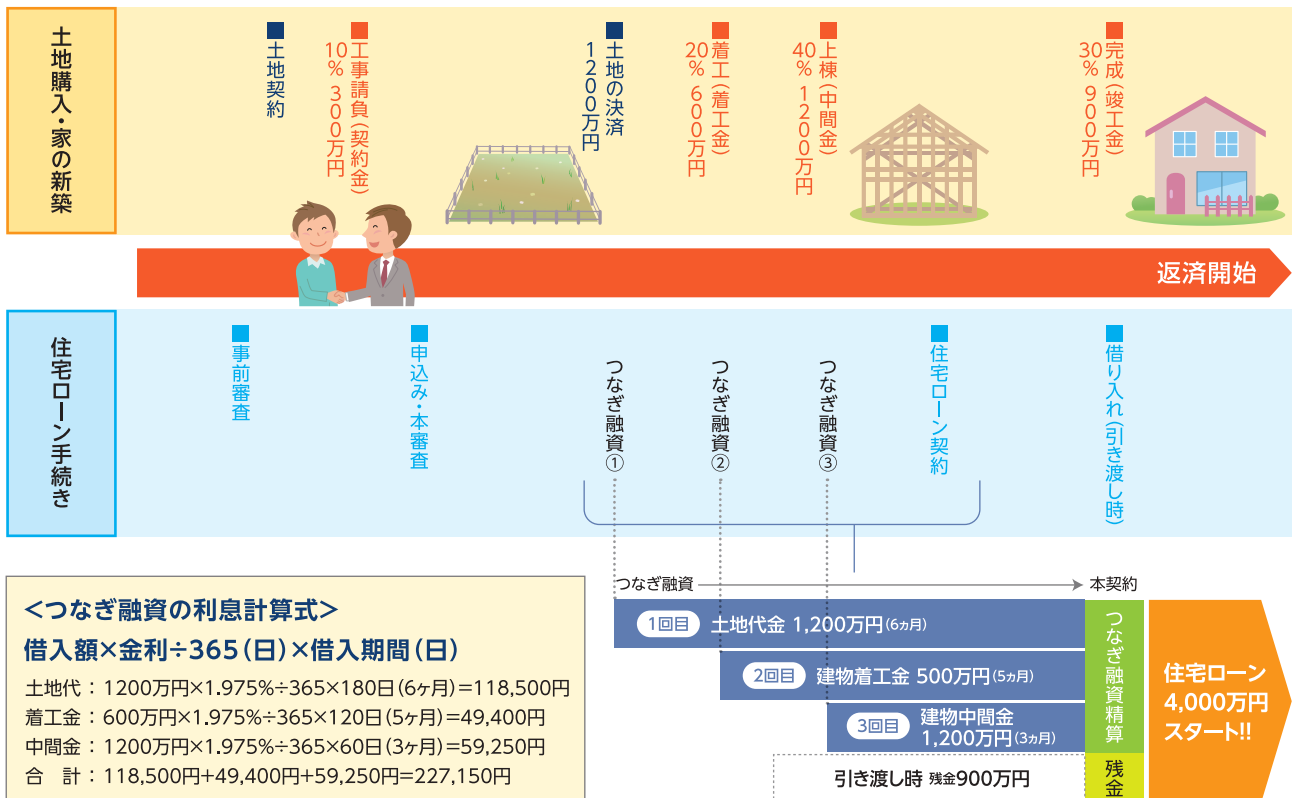 土地購入・家の新築
■土地契約
■工事請負(契約金)
10% 300万円
■土地の決済
1200万円
■着工(着工金)
20% 600万円
■上棟(中間金)
40% 1200万円
■完成(竣工金)
30% 900万円
返済開始
住宅ローン手続き
■事前審査
■申込み・本審査
つなぎ融資①
つなぎ融資②
つなぎ融資③
■住宅ローン契約
■借り入れ(引き渡し時)
<つなぎ融資の利息計算式>
借入額×金利÷365(日)×借入期間(日)
土地代：1200万円×1.975%÷365×180日(6ヶ月)=118,500円
着工金：600万円×1.975%÷365×120日(5ヶ月)=49,400円
中間金：1200万円×1.975%÷365×60日(3ヶ月)=59,250円
合　計：118,500円+49,400円+59,250円=227,150円
つなぎ融資
本契約
1回目 土地代金 1,200万円(6ヵ月)
2回目 建物着工金 500万円(5ヵ月)
3回目 建物中間金
1,200万円(3ヵ月)
引き渡し時 残金900万円
つなぎ融資精算
残金
住宅ローン
4,000万円
スタート!!